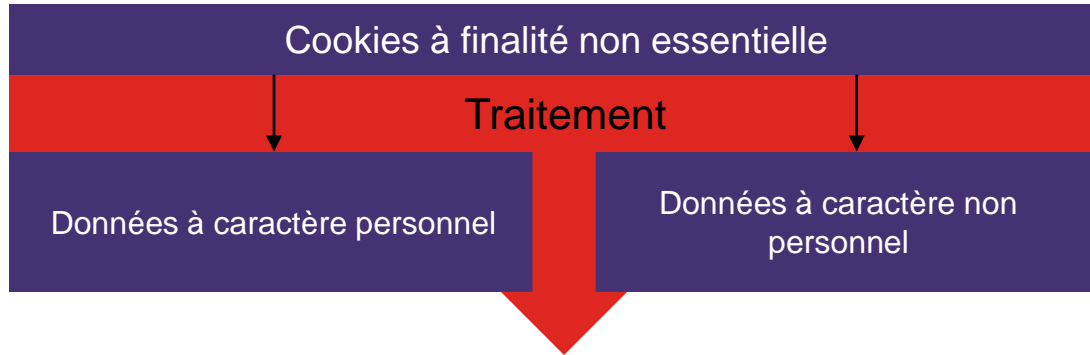 Cookies à finalité non essentielle
Traitement
Données à caractère personnel
Données à caractère non
personnel